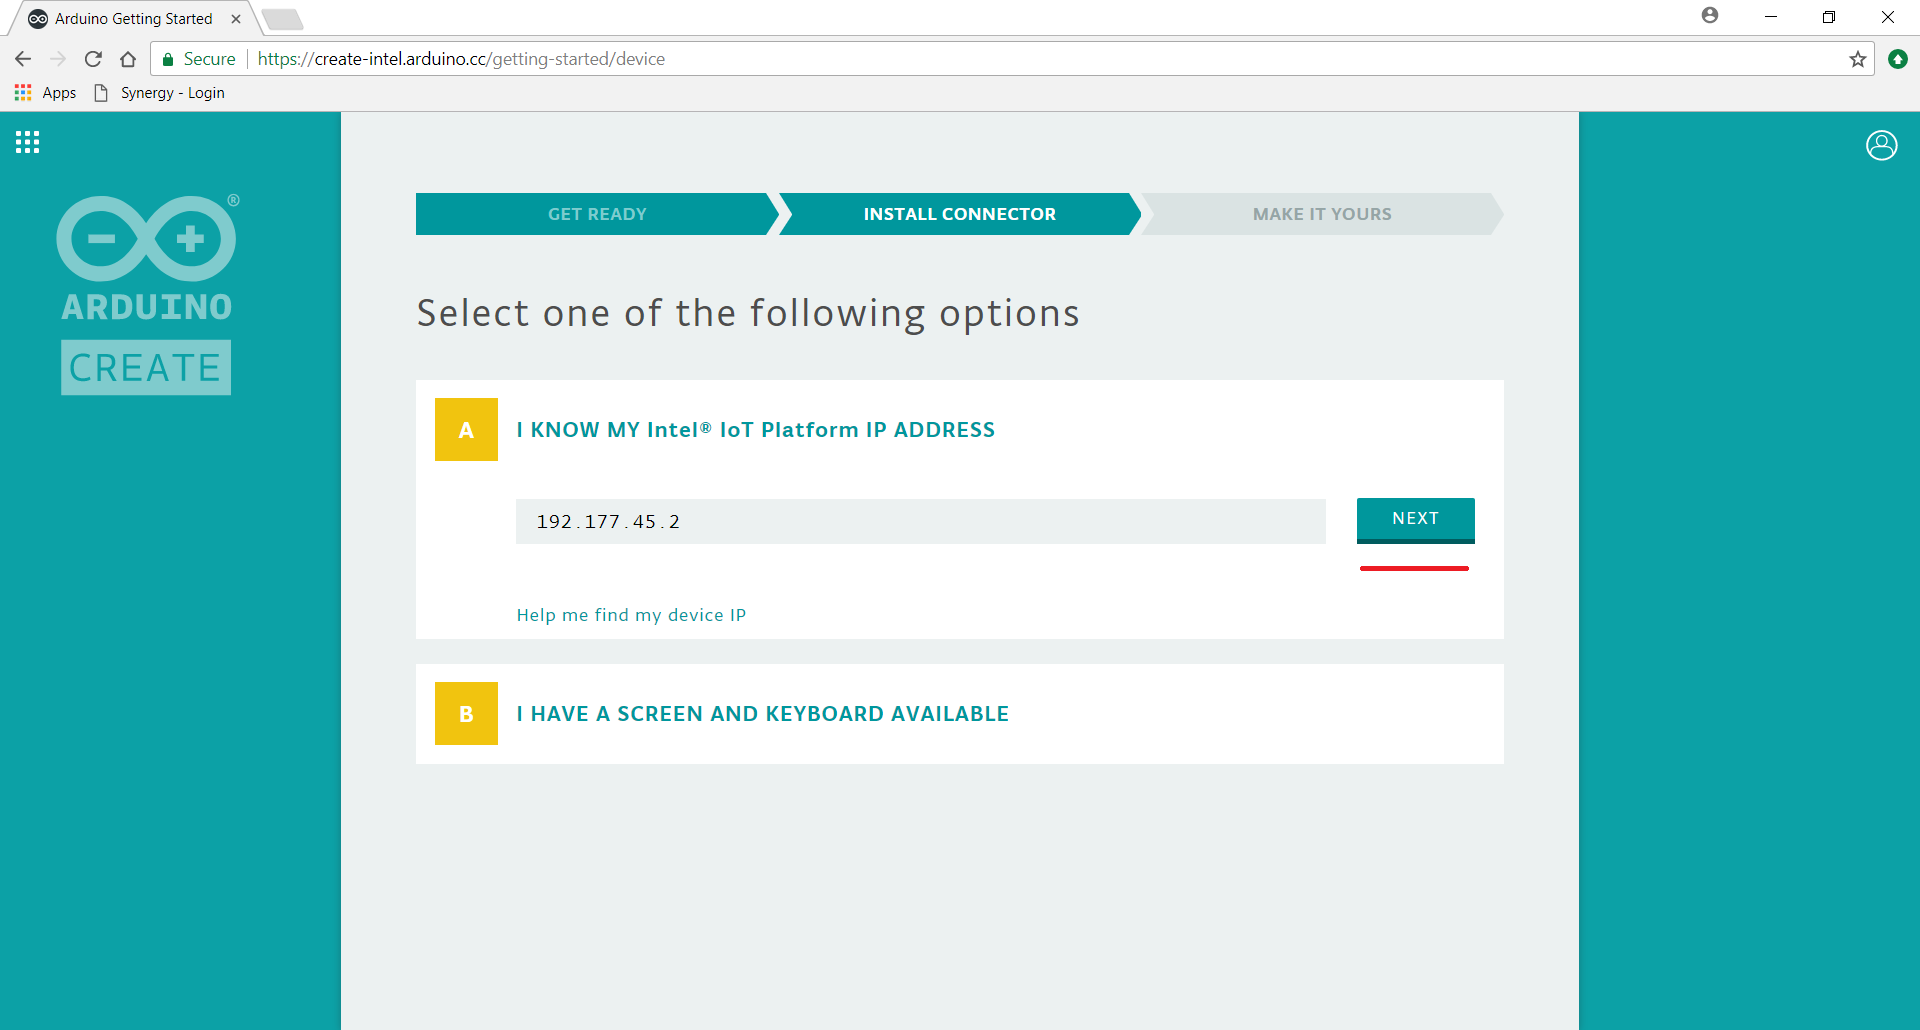 Arduino Getting Started
Secure
https://create-intel.arduino.cc/getting-started/device
Apps
Synergy - Login
®
ARDUINO
CREATE
GET READY
INSTALL CONNECTOR
MAKE IT YOURS
Select one of the following options
A
I KNOW MY Intel® IoT Platform IP ADDRESS
192.177.45.2
NEXT
Help me find my device IP
B
I HAVE A SCREEN AND KEYBOARD AVAILABLE